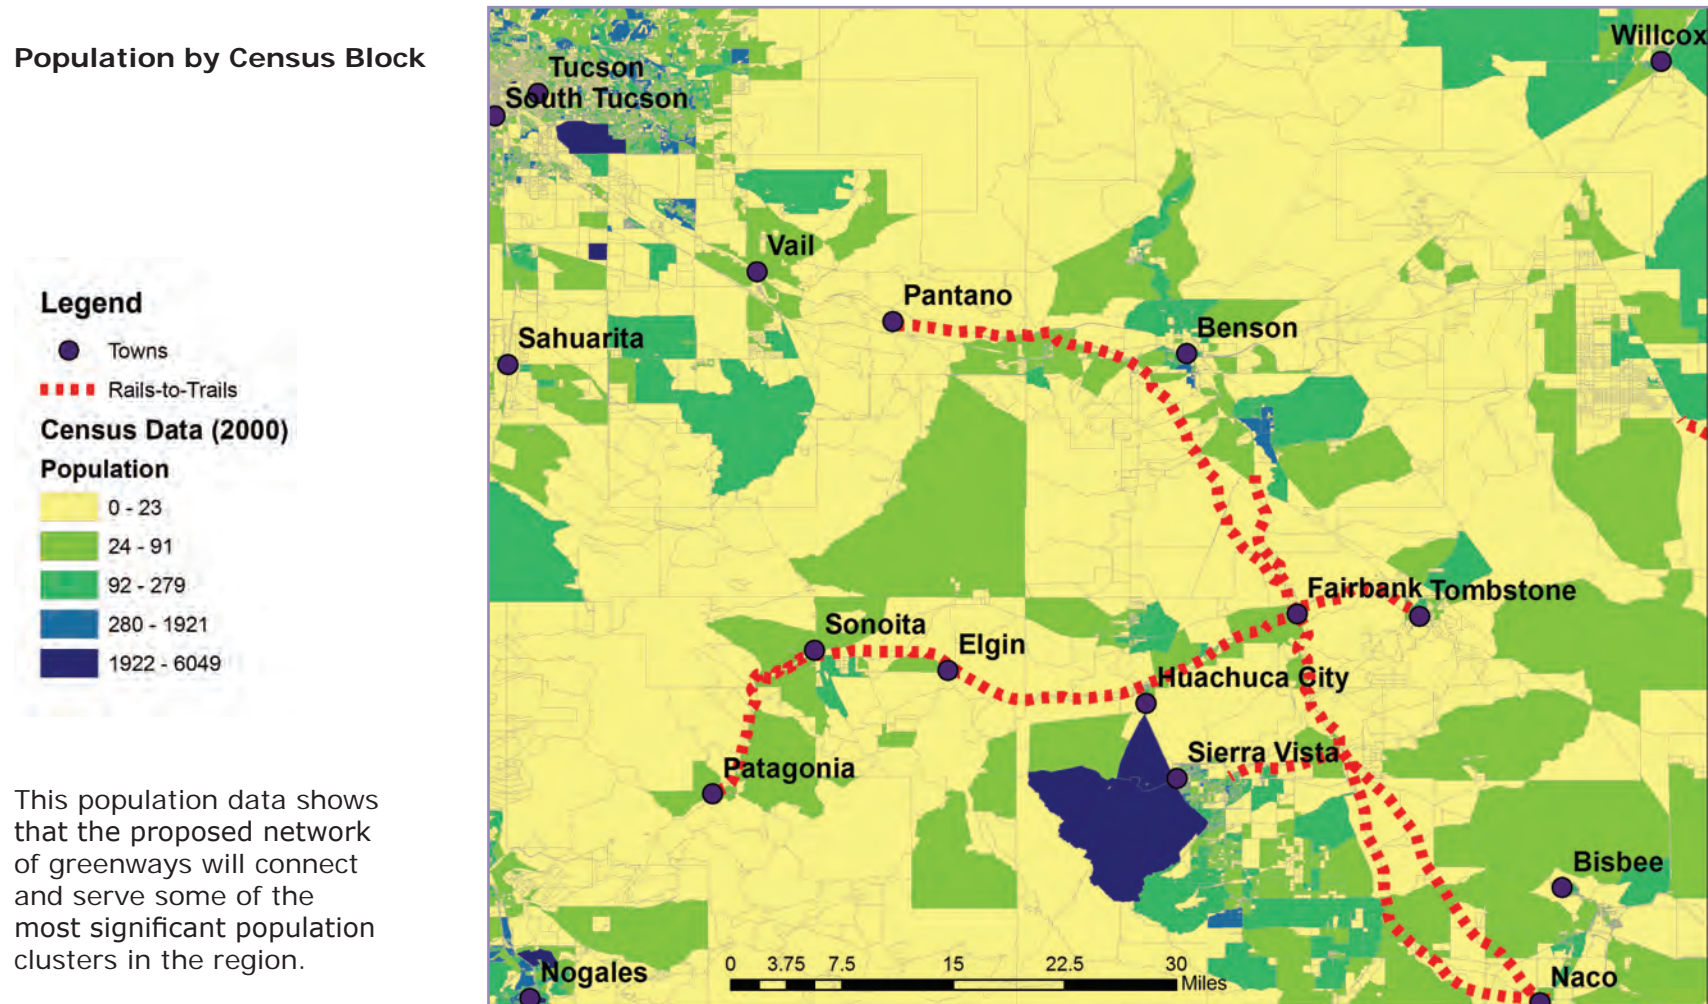 Population by Census Block
Legend
Towns
Rails-to-Trails
Census Data (2000)
Population
0 - 23
24 - 91
92 - 279
280 - 1921
1922 - 6049
This population data shows
that the proposed network
of greenways will connect
and serve some of the
most significant population
clusters in the region.
Willcox
Tucson
South Tucson
Vail
Pantano
Benson
Sahuarita
Fairbank
Tombstone
Sonoita
Elgin
Huachuca City
Sierra Vista
Patagonia
Bisbee
Nogales
Naco
0 3.75 7.5 15 22.5 30
Miles